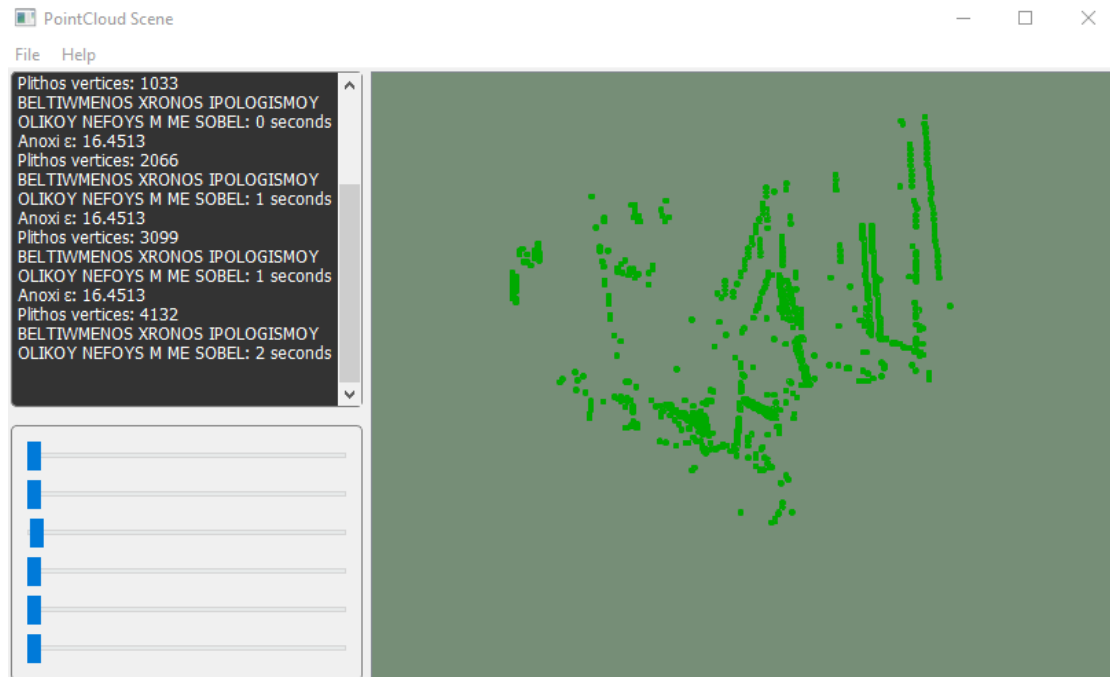 PointCloud Scene
File Help
Plithos vertices: 1033
BELTIWMENOS XRONOS IPOLOGISMOY
OLIKOY NEFOYS M ME SOBEL: 0 seconds
Anoxi ε: 16.4513
Plithos vertices: 2066
BELTIWMENOS XRONOS IPOLOGISMOY
OLIKOY NEFOYS M ME SOBEL: 1 seconds
Anoxi ε: 16.4513
Plithos vertices: 3099
BELTIWMENOS XRONOS IPOLOGISMOY
OLIKOY NEFOYS M ME SOBEL: 1 seconds
Anoxi ε: 16.4513
Plithos vertices: 4132
BELTIWMENOS XRONOS IPOLOGISMOY
OLIKOY NEFOYS M ME SOBEL: 2 seconds